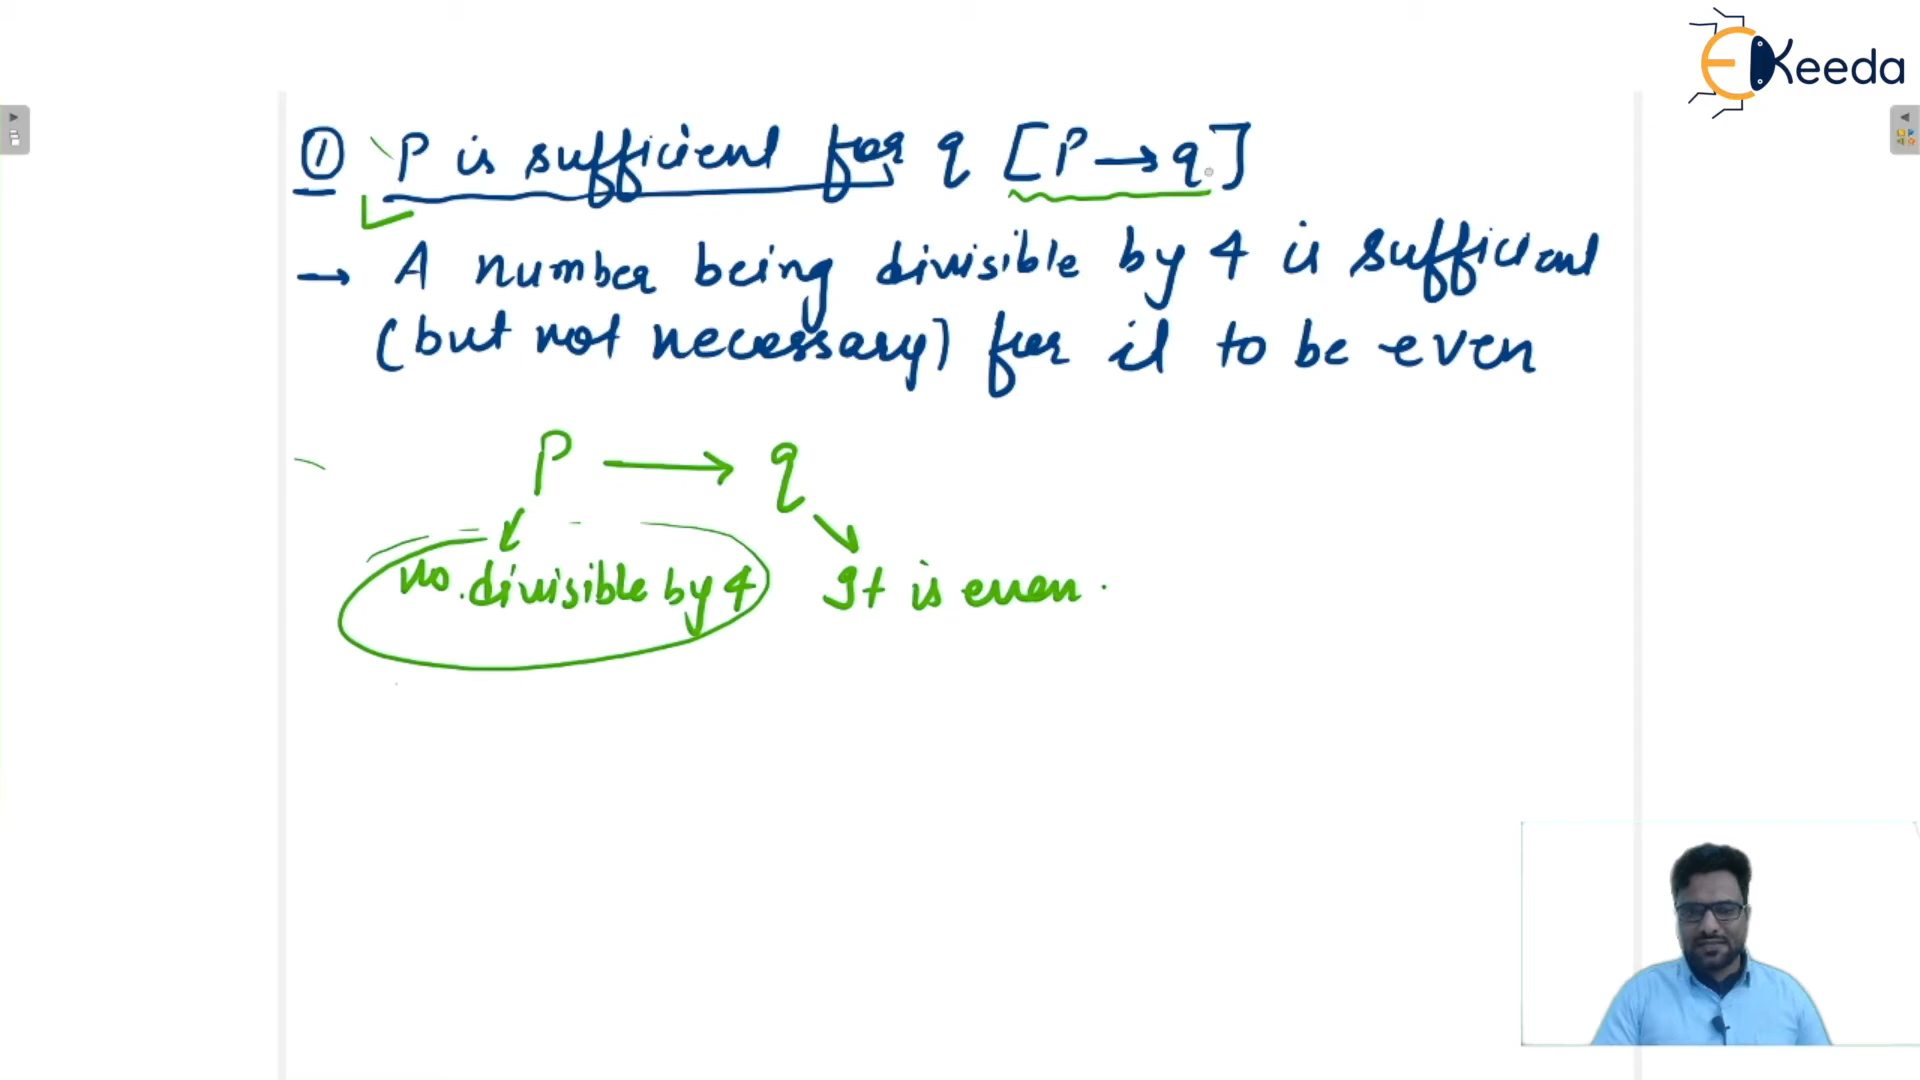 EKeeda
① P is sufficient for q [P → q]
→ A number being divisible by 4 is sufficient
(but not necessary) for it to be even
P → q
no. divisible by 4 It is even.